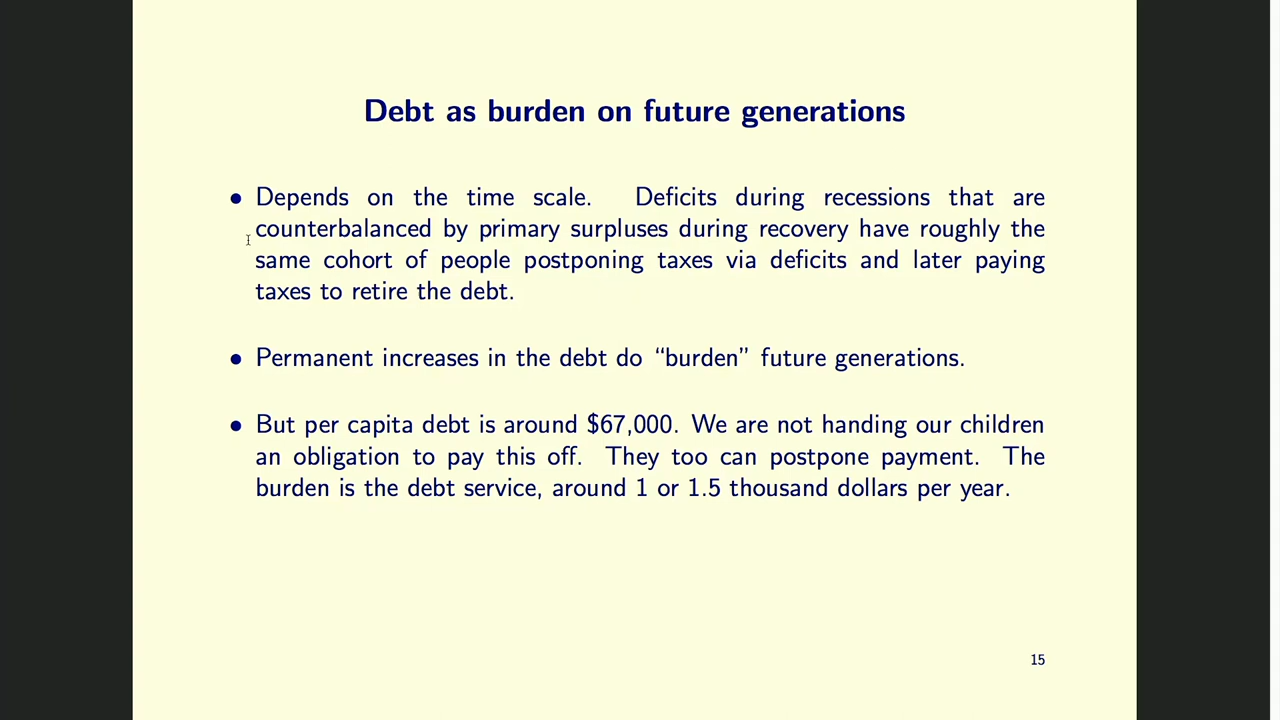 Debt as burden on future generations
• Depends on the time scale. Deficits during recessions that are
counterbalanced by primary surpluses during recovery have roughly the
same cohort of people postponing taxes via deficits and later paying
taxes to retire the debt.
• Permanent increases in the debt do “burden” future generations.
• But per capita debt is around $67,000. We are not handing our children
an obligation to pay this off. They too can postpone payment. The
burden is the debt service, around 1 or 1.5 thousand dollars per year.
15